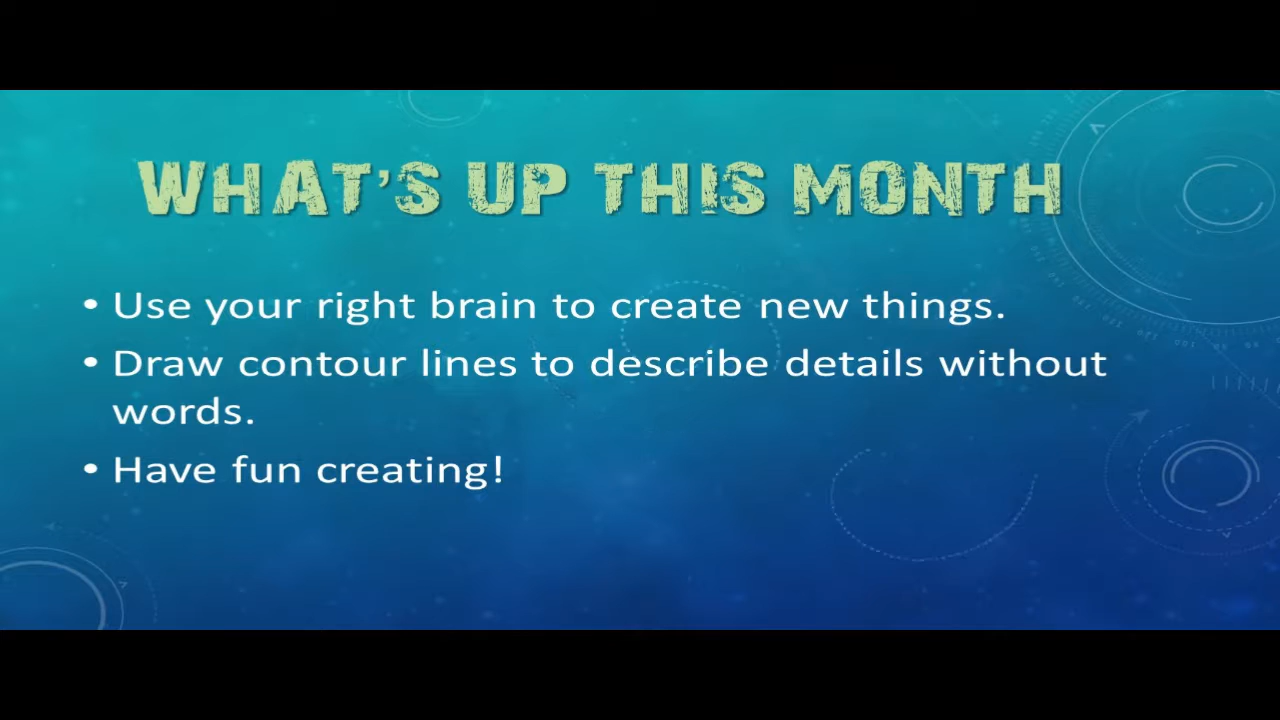 WHAT'S UP THIS MONTH
• Use your right brain to create new things.
• Draw contour lines to describe details without
words.
• Have fun creating!